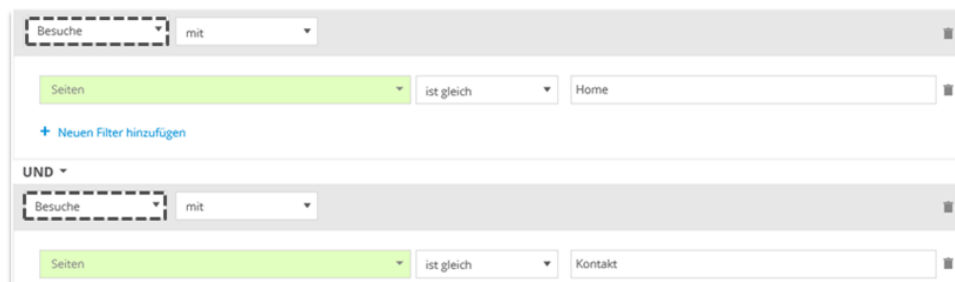 Besuche mit
Seiten ist gleich Home
+ Neuen Filter hinzufügen
UND
Besuche mit
Seiten ist gleich Kontakt